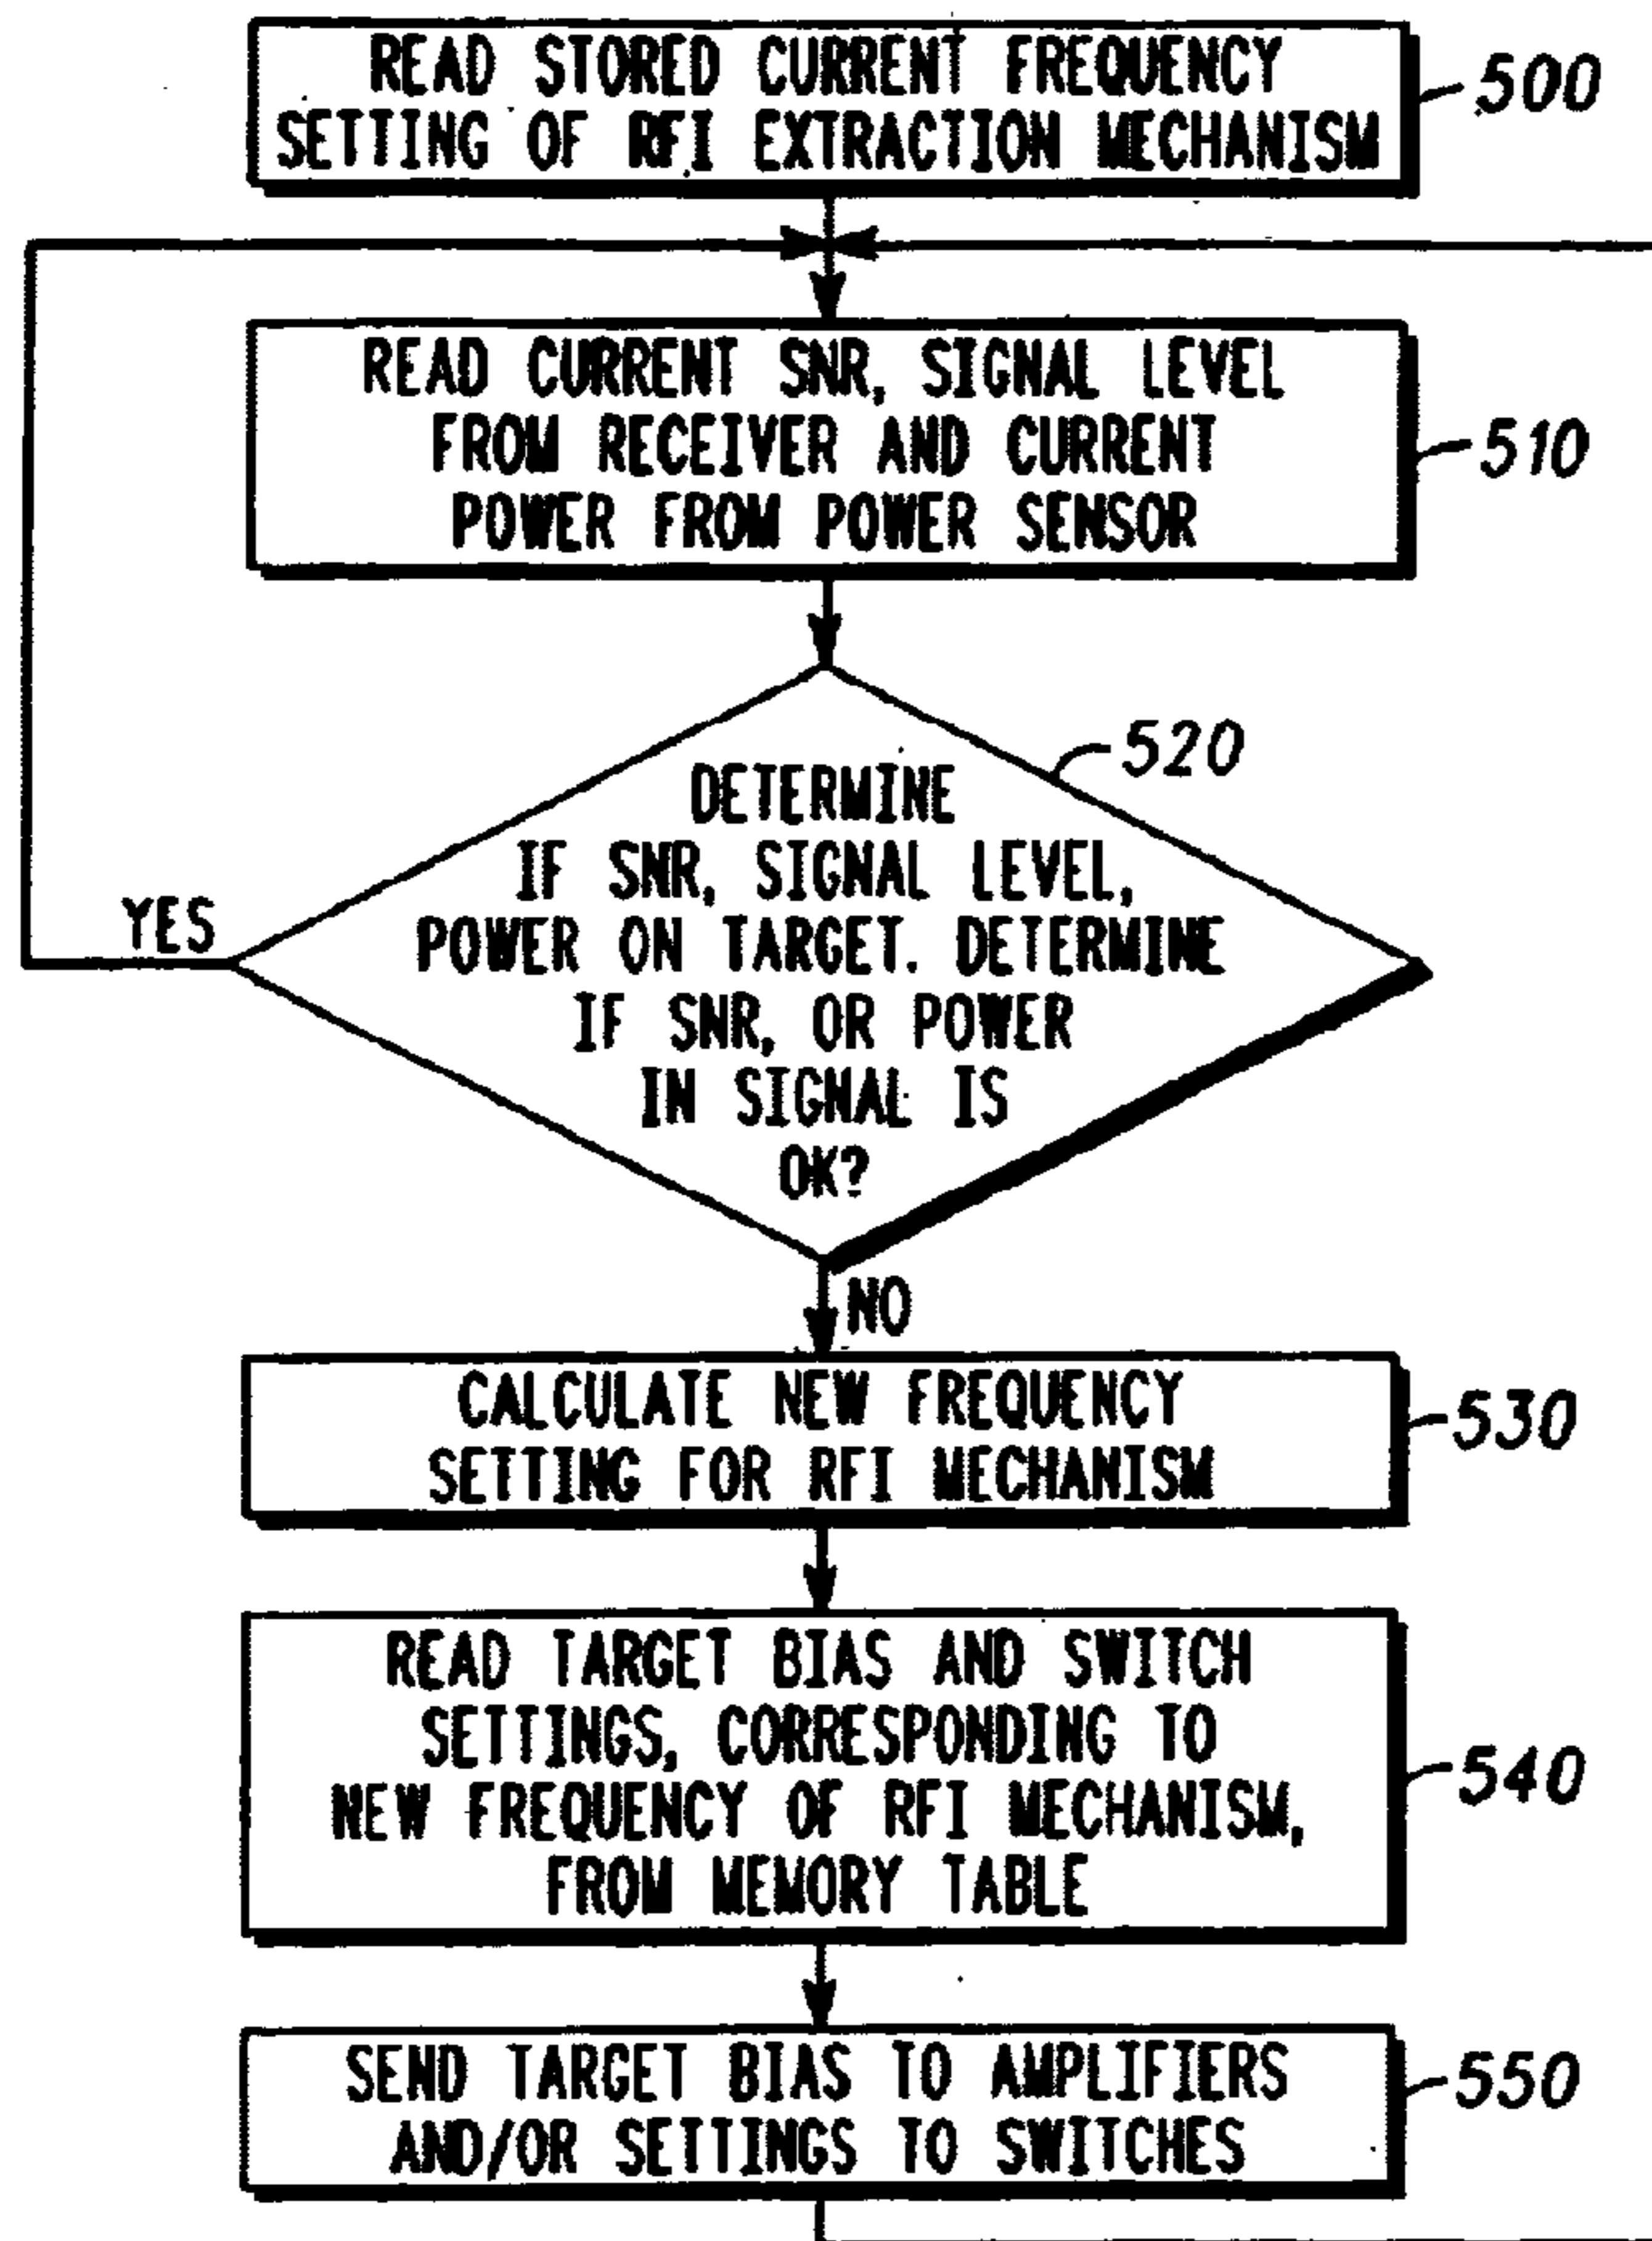 READ STORED CURRENT FREQUENCY
SETTING OF RFI EXTRACTION MECHANISM
500
READ CURRENT SNR, SIGNAL LEVEL
FROM RECEIVER AND CURRENT
POWER FROM POWER SENSOR
510
520
DETERMINE
IF SNR, SIGNAL LEVEL,
POWER ON TARGET. DETERMINE
IF SNR, OR POWER
IN SIGNAL IS
OK?
YES
NO
CALCULATE NEW FREQUENCY
SETTING FOR RFI MECHANISM
530
READ TARGET BIAS AND SWITCH
SETTINGS, CORRESPONDING TO
NEW FREQUENCY OF RFI MECHANISM,
FROM MEMORY TABLE
540
SEND TARGET BIAS TO AMPLIFIERS
AND/OR SETTINGS TO SWITCHES
550